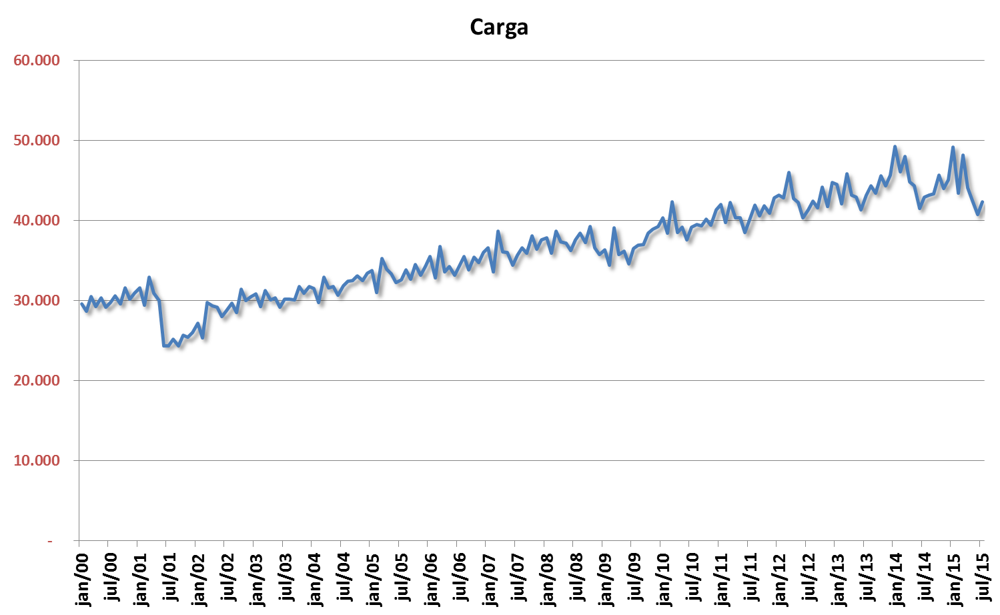 Carga
60.000
50.000
40.000
30.000
20.000
10.000
-
jan/00
jul/00
jan/01
jul/01
jan/02
jul/02
jan/03
jul/03
jan/04
jul/04
jan/05
jul/05
jan/06
jul/06
jan/07
jul/07
jan/08
jul/08
jan/09
jul/09
jan/10
jul/10
jan/11
jul/11
jan/12
jul/12
jan/13
jul/13
jan/14
jul/14
jan/15
jul/15